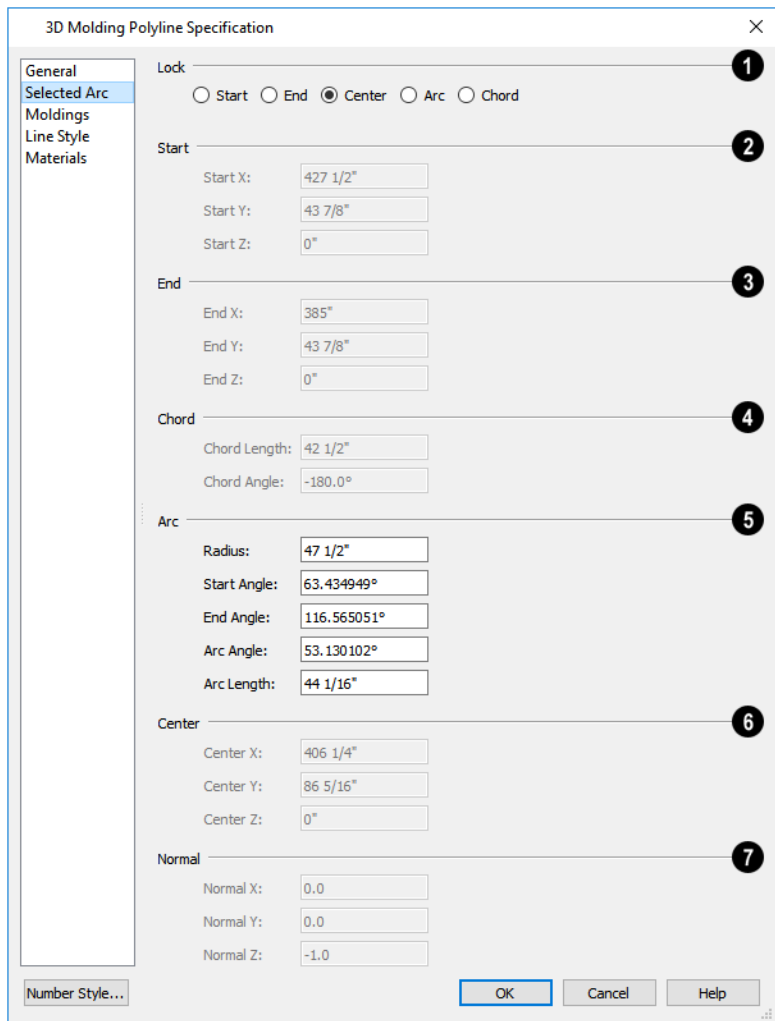 3D Molding Polyline Specification
General
Selected Arc
Moldings
Line Style
Materials
Lock
1
Start End Center Arc Chord
Start
2
Start X: 427 1/2"
Start Y: 43 7/8"
Start Z: 0"
End
3
End X: 385"
End Y: 43 7/8"
End Z: 0"
Chord
4
Chord Length: 42 1/2"
Chord Angle: -180.0°
Arc
5
Radius: 47 1/2"
Start Angle: 63.434949°
End Angle: 116.565051°
Arc Angle: 53.130102°
Arc Length: 44 1/16"
Center
6
Center X: 406 1/4"
Center Y: 86 5/16"
Center Z: 0"
Normal
7
Normal X: 0.0
Normal Y: 0.0
Normal Z: -1.0
Number Style... OK Cancel Help